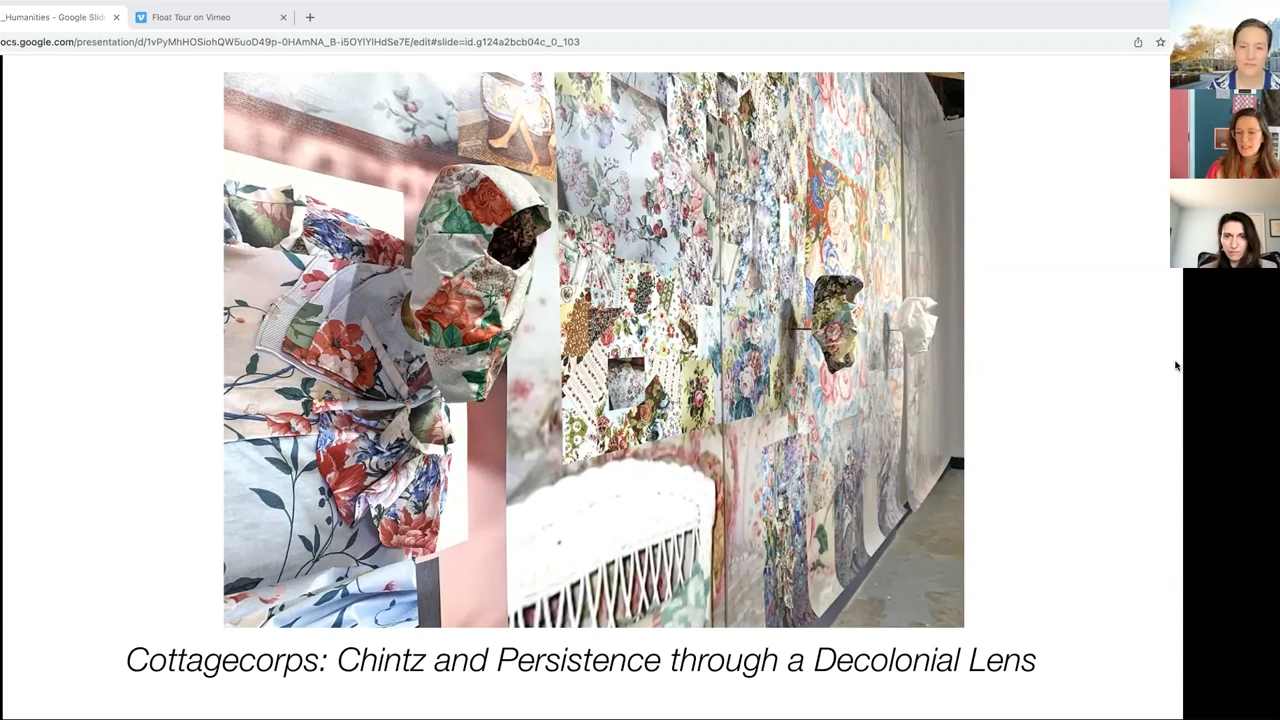 _Humanities - Google Slid
Float Tour on Vimeo
ocs.google.com/presentation/d/1vPyMhHOSiohQW5uoD49p-0HAmNA_B-i5OYlYlHdSe7E/edit#slide=id.g124a2bcb04c_0_103
Cottagecorps: Chintz and Persistence through a Decolonial Lens